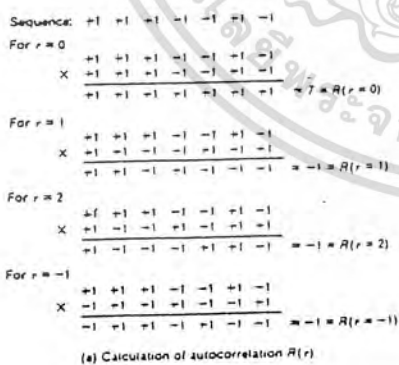 Sequence: +1 +1 +1 -1 -1 +1 -1
For r = 0
+1 +1 +1 -1 -1 +1 -1
× +1 +1 +1 -1 -1 +1 -1
+1 +1 +1 +1 +1 +1 +1 = 7 = R(r = 0)
For r = 1
+1 +1 +1 -1 -1 +1 -1
× +1 +1 -1 -1 +1 -1 +1
+1 +1 -1 +1 -1 -1 -1 = -1 = R(r = 1)
For r = 2
+1 +1 +1 -1 -1 +1 -1
× +1 -1 -1 +1 -1 +1 +1
+1 -1 -1 -1 +1 +1 -1 = -1 = R(r = 2)
For r = -1
+1 +1 +1 -1 -1 +1 -1
× -1 +1 +1 +1 -1 -1 +1
-1 +1 +1 -1 +1 -1 -1 = -1 = R(r = -1)
(a) Calculation of autocorrelation R(r)